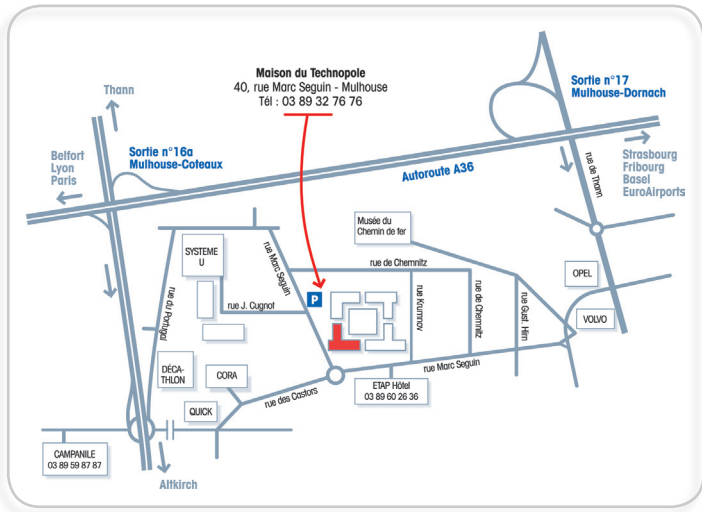 Maison du Technopole
40, rue Marc Seguin - Mulhouse
Tél : 03 89 32 76 76
Sortie n°17
Mulhouse-Dornach
Thann
Belfort
Lyon
Paris
Sortie n°16a
Mulhouse-Coteaux
Autoroute A36
rue de Thann
Strasbourg
Fribourg
Basel
EuroAirports
Musée du
Chemin de fer
SYSTEME
U
rue Marc Seguin
rue de Chemnitz
OPEL
rue du Portugal
rue J. Cugnot
P
rue Krumnov
rue de Chemnitz
rue Gust. Hirn
VOLVO
DÉCA-
THLON
CORA
rue Marc Seguin
rue des Castors
ETAP Hôtel
03 89 60 26 36
QUICK
CAMPANILE
03 89 59 87 87
Altkirch